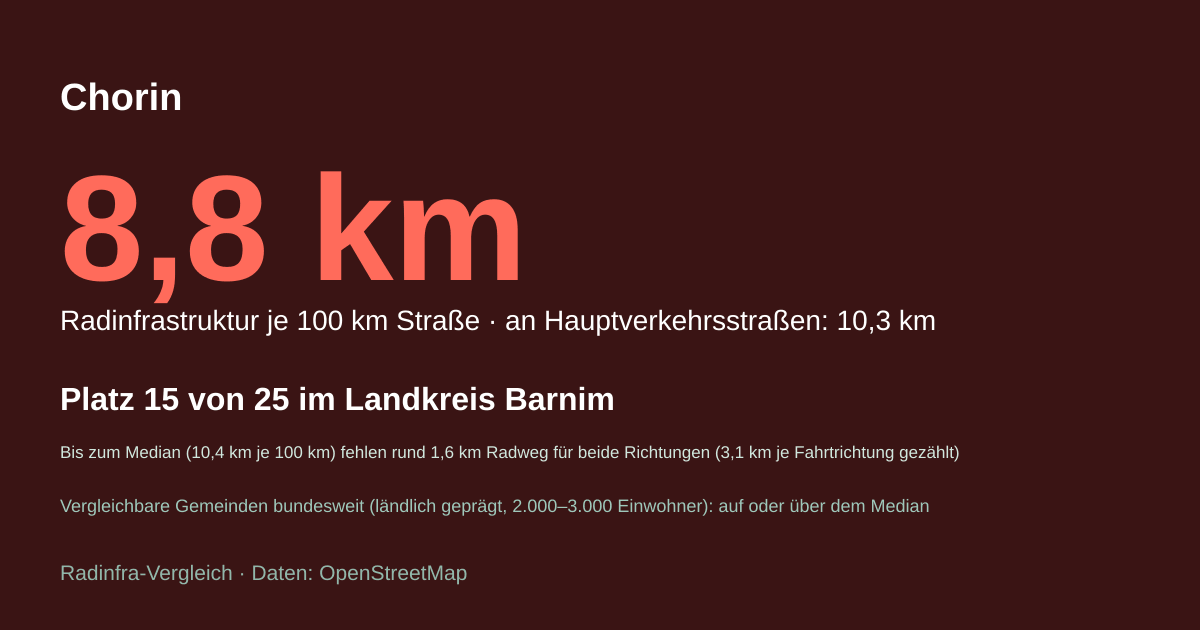 Chorin
8,8 km
Radinfrastruktur je 100 km Straße · an Hauptverkehrsstraßen: 10,3 km
Platz 15 von 25 im Landkreis Barnim
Bis zum Median (10,4 km je 100 km) fehlen rund 1,6 km Radweg für beide Richtungen (3,1 km je Fahrtrichtung gezählt)
Vergleichbare Gemeinden bundesweit (ländlich geprägt, 2.000–3.000 Einwohner): auf oder über dem Median
Radinfra-Vergleich · Daten: OpenStreetMap